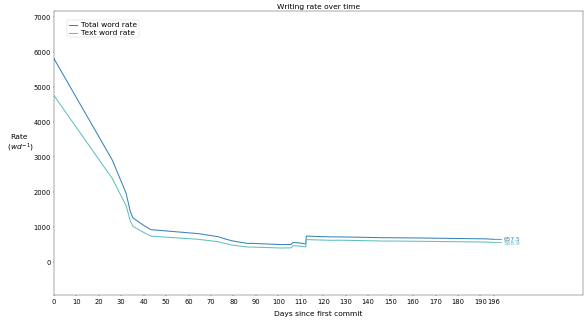 Writing rate over time
7000
Total word rate
Text word rate
6000
5000
4000
Rate
(wd⁻¹)
3000
2000
1000
657.5
0
0 10 20 30 40 50 60 70 80 90 100 110 120 130 140 150 160 170 180 190 196
Days since first commit